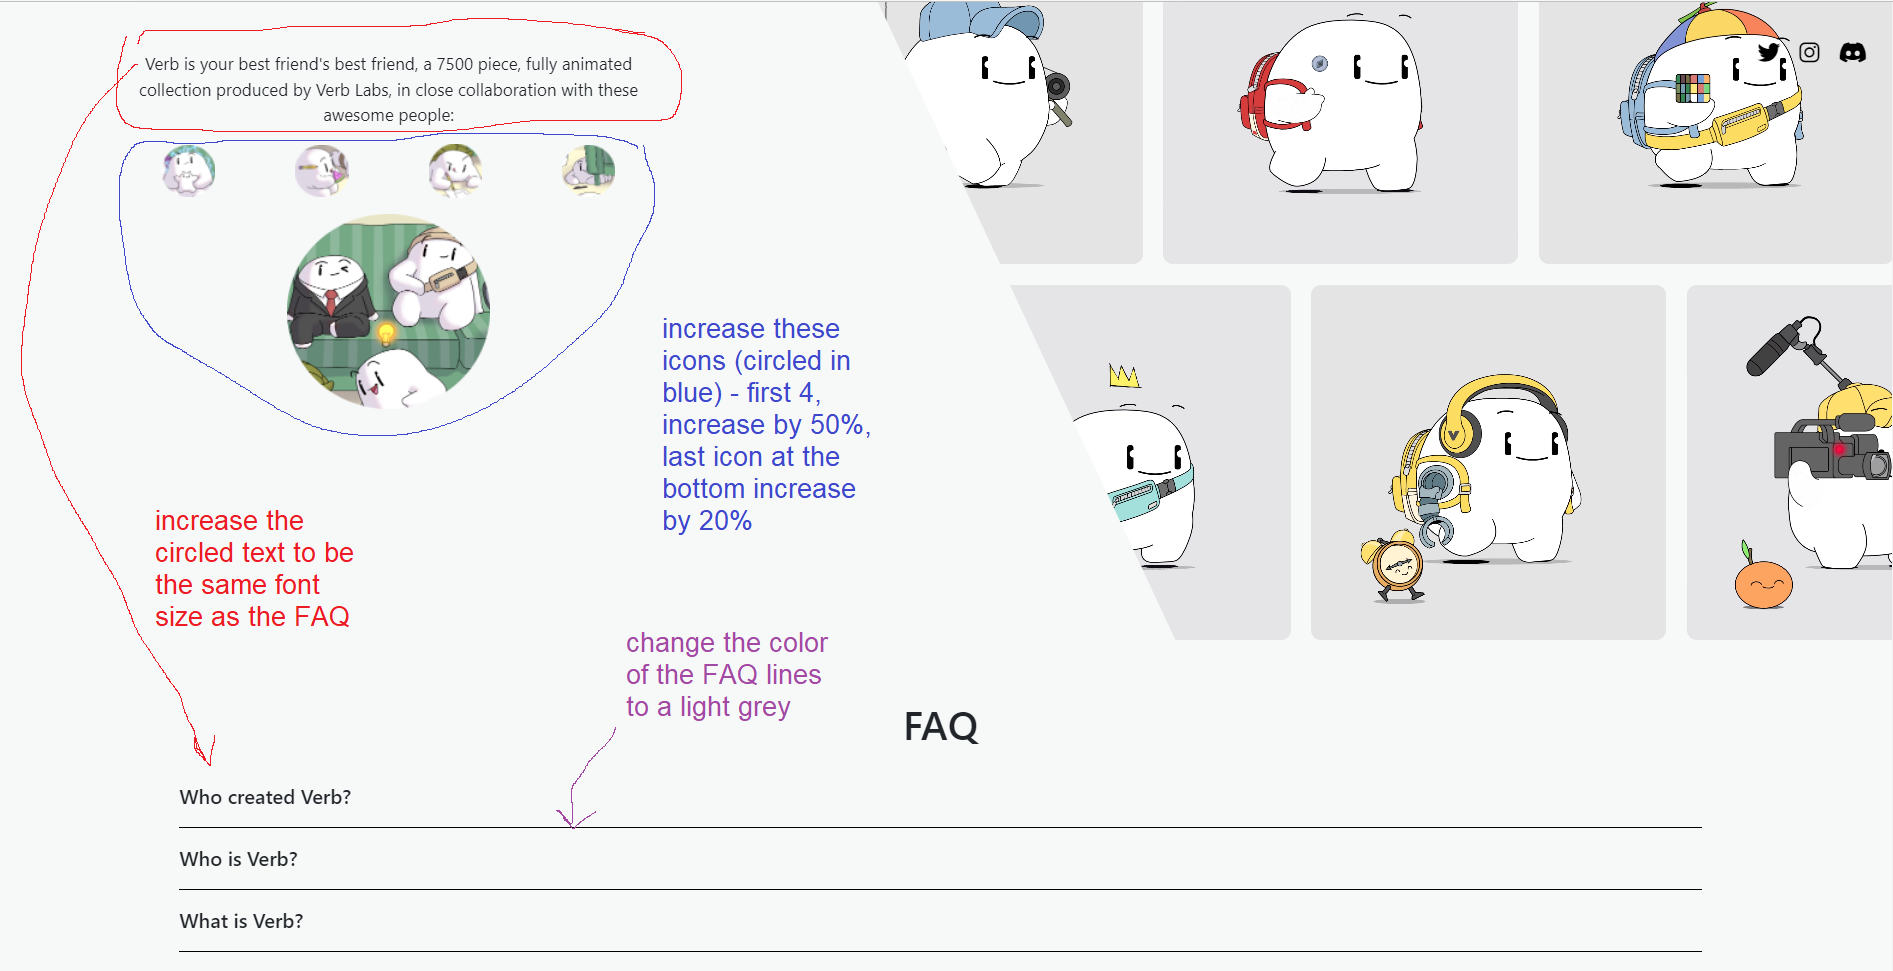 Verb is your best friend's best friend, a 7500 piece, fully animated
collection produced by Verb Labs, in close collaboration with these
awesome people:
increase these
icons (circled in
blue) - first 4,
increase by 50%,
last icon at the
bottom increase
by 20%
increase the
circled text to be
the same font
size as the FAQ
change the color
of the FAQ lines
to a light grey
FAQ
Who created Verb?
Who is Verb?
What is Verb?